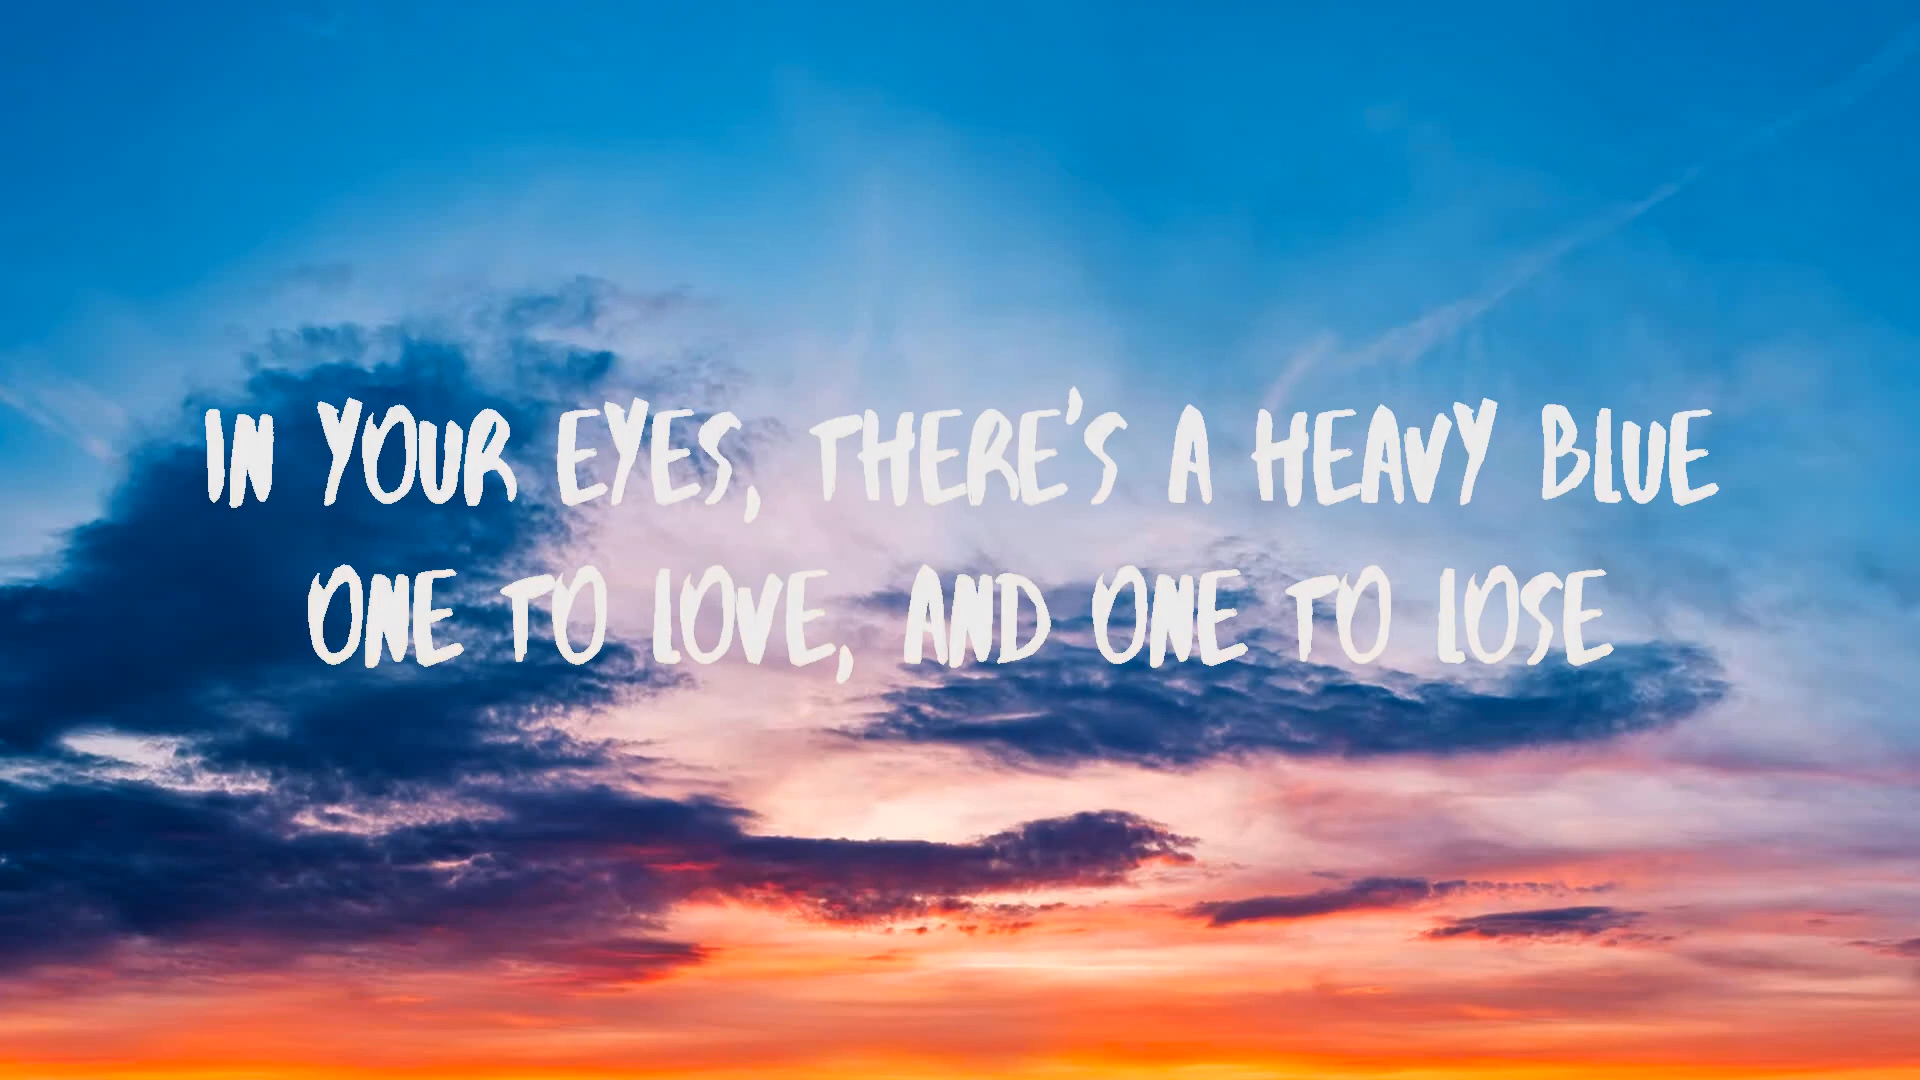 IN YOUR EYES, THERE'S A HEAVY BLUE
ONE TO LOVE, AND ONE TO LOSE